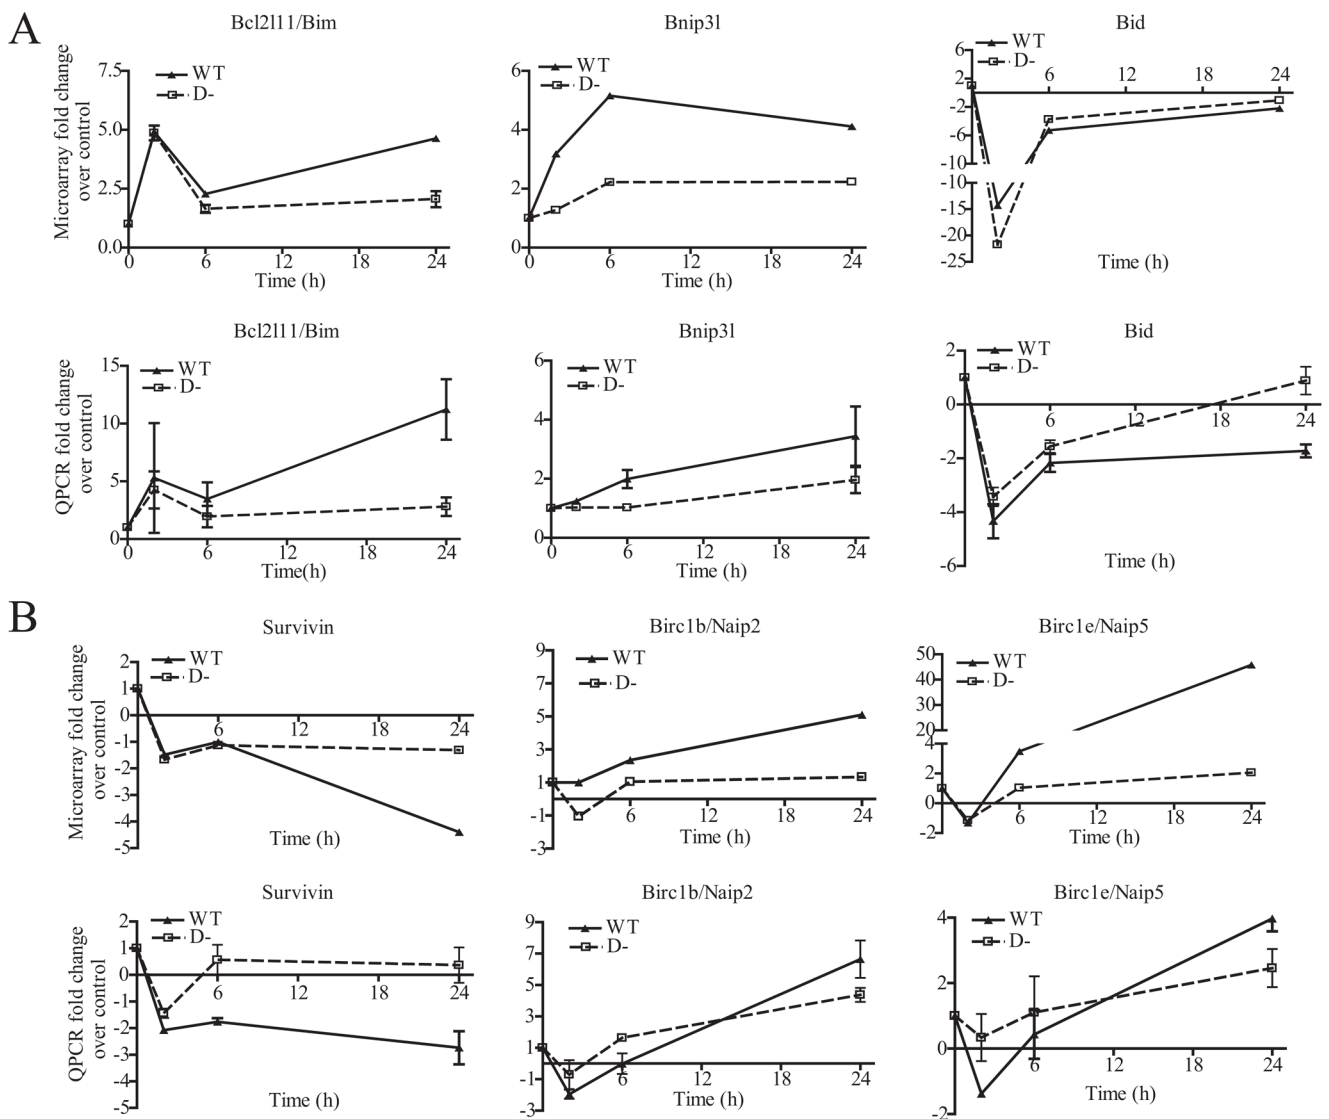 A
Bcl2l11/Bim
Microarray fold change
over control
7.5
5.0
2.5
0.0
WT
D-
0 6 12 18 24
Time (h)
Bnip3l
6
4
2
0
WT
D-
0 6 12 18 24
Time (h)
Bid
6
2
-2
-6
-10
-10
-15
-20
-25
WT
D-
6 12 18 24
Time (h)
Bcl2l11/Bim
QPCR fold change
over control
15
10
5
0
WT
D-
0 6 12 18 24
Time(h)
Bnip3l
6
4
2
0
WT
D-
0 6 12 18 24
Time (h)
Bid
2
0
-2
-4
-6
WT
D-
6 12 18 24
Time (h)
B
Survivin
Microarray fold change
over control
2
1
0
-1
-2
-3
-4
-5
WT
D-
6 12 18 24
Time (h)
Birc1b/Naip2
9
7
5
3
1
-1
-3
WT
D-
6 12 18 24
Time (h)
Birc1e/Naip5
50
40
30
20
4
2
0
-2
WT
D-
6 12 18 24
Time (h)
Survivin
QPCR fold change
over control
2
1
0
-1
-2
-3
-4
-5
WT
D-
6 12 18 24
Time (h)
Birc1b/Naip2
9
7
5
3
1
-1
-3
WT
D-
6 12 18 24
Time (h)
Birc1e/Naip5
4
2
0
-2
WT
D-
6 12 18 24
Time (h)